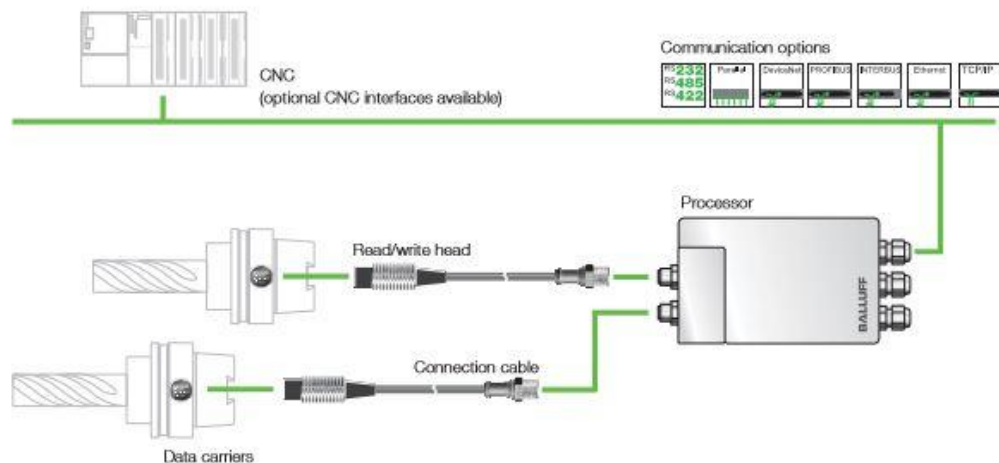 Communication options
RS232
RS485
RS422
Parallel
DeviceNet
PROFIBUS
INTERBUS
Ethernet
TCP/IP
CNC
(optional CNC interfaces available)
Processor
Read/write head
BALLUFF
Connection cable
Data carriers